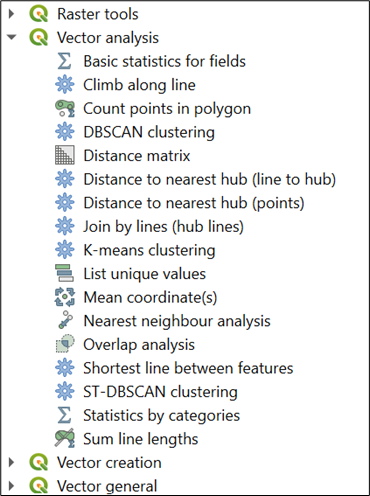 Raster tools
Vector analysis
Basic statistics for fields
Climb along line
Count points in polygon
DBSCAN clustering
Distance matrix
Distance to nearest hub (line to hub)
Distance to nearest hub (points)
Join by lines (hub lines)
K-means clustering
List unique values
Mean coordinate(s)
Nearest neighbour analysis
Overlap analysis
Shortest line between features
ST-DBSCAN clustering
Statistics by categories
Sum line lengths
Vector creation
Vector general